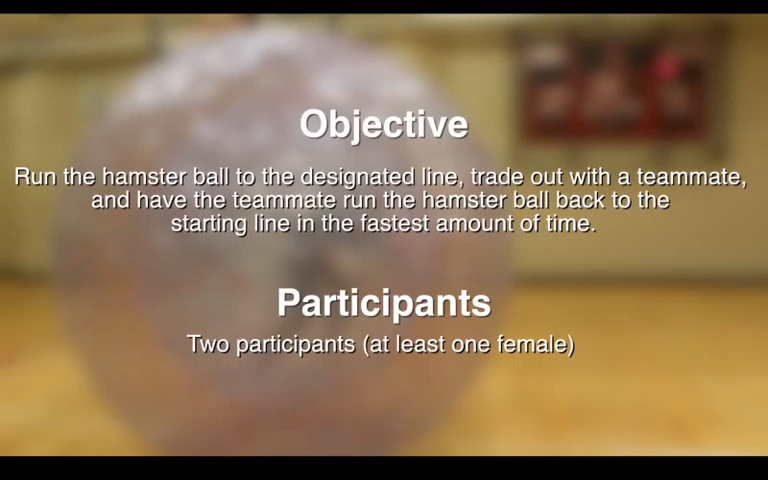 Objective
Run the hamster ball to the designated line, trade out with a teammate,
and have the teammate run the hamster ball back to the
starting line in the fastest amount of time.
Participants
Two participants (at least one female)